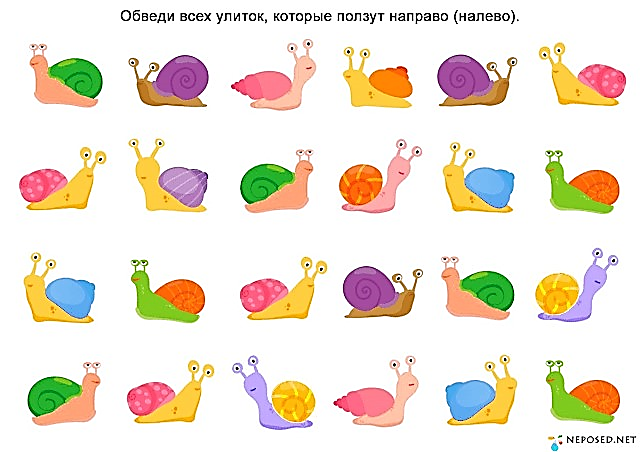 Обведи всех улиток, которые ползут направо (налево).
NEPOSED.NET